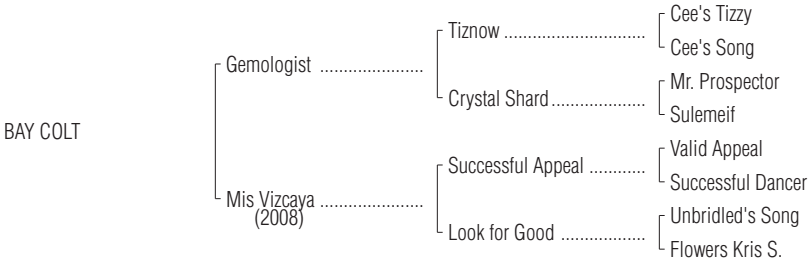 Cee's Tizzy
Tiznow ..............................
Cee's Song
Gemologist ......................
Mr. Prospector
Crystal Shard....................
Sulemeif
BAY COLT
Valid Appeal
Successful Appeal ............
Successful Dancer
Mis Vizcaya ......................
(2008)
Unbridled's Song
Look for Good ..................
Flowers Kris S.